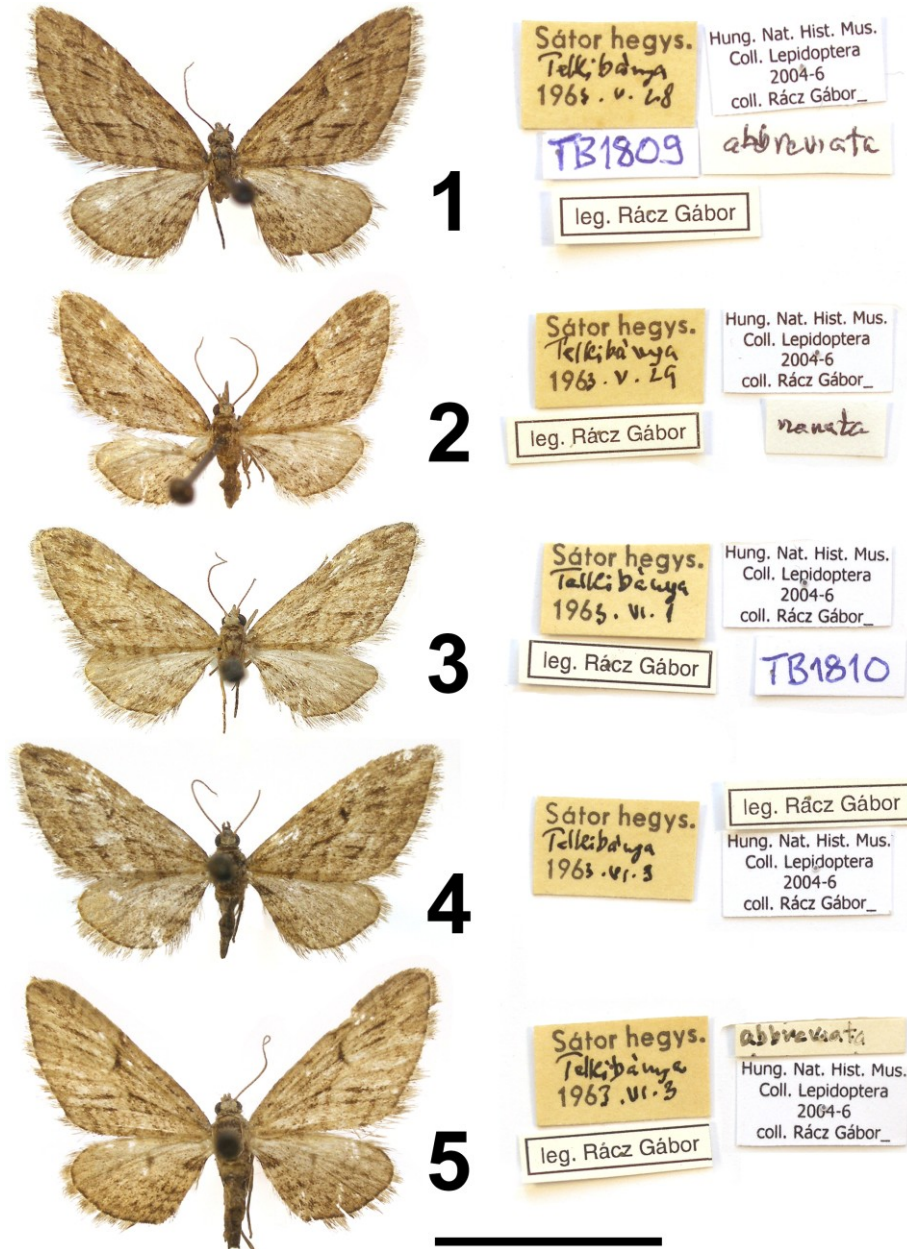 1
Sátor hegys.
Telkibánya
1963. V. 28
Hung. Nat. Hist. Mus.
Coll. Lepidoptera
2004-6
coll. Rácz Gábor_
TB1809
abbreviata
leg. Rácz Gábor
2
Sátor hegys.
Telkibánya
1963. V. 29
Hung. Nat. Hist. Mus.
Coll. Lepidoptera
2004-6
coll. Rácz Gábor_
leg. Rácz Gábor
nanata
3
Sátor hegys.
Telkibánya
1963. VI. 1
Hung. Nat. Hist. Mus.
Coll. Lepidoptera
2004-6
coll. Rácz Gábor_
leg. Rácz Gábor
TB1810
4
Sátor hegys.
Telkibánya
1963. VI. 3
leg. Rácz Gábor
Hung. Nat. Hist. Mus.
Coll. Lepidoptera
2004-6
coll. Rácz Gábor_
5
Sátor hegys.
Telkibánya
1963. VI. 3
abbreviata
Hung. Nat. Hist. Mus.
Coll. Lepidoptera
2004-6
coll. Rácz Gábor_
leg. Rácz Gábor